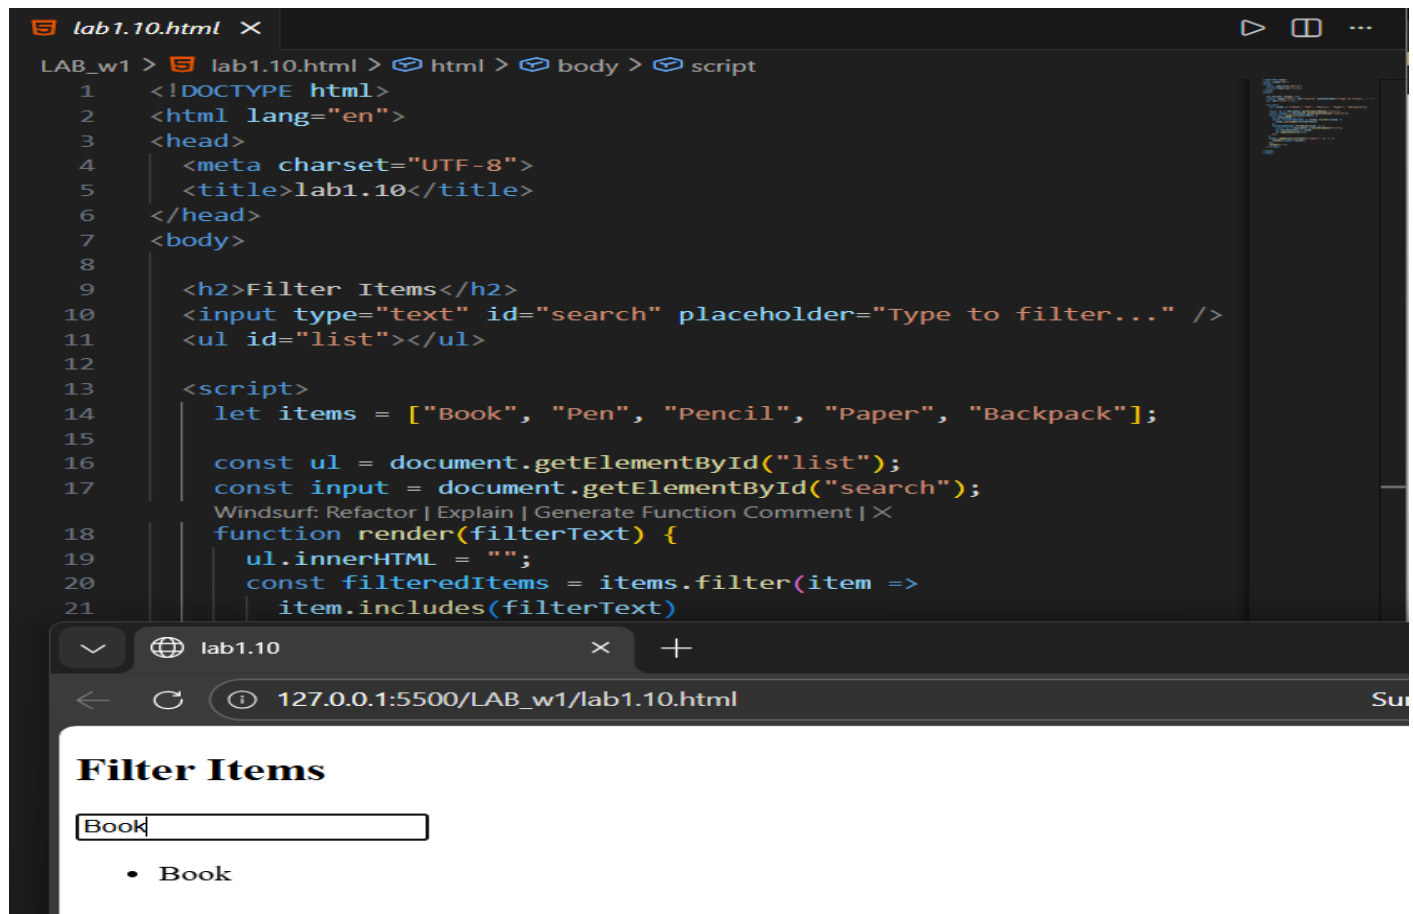 lab1.10.html
LAB_w1 > lab1.10.html > html > body > script
1 <!DOCTYPE html>
2 <html lang="en">
3 <head>
4 <meta charset="UTF-8">
5 <title>lab1.10</title>
6 </head>
7 <body>
8
9 <h2>Filter Items</h2>
10 <input type="text" id="search" placeholder="Type to filter..." />
11 <ul id="list"></ul>
12
13 <script>
14 let items = ["Book", "Pen", "Pencil", "Paper", "Backpack"];
15
16 const ul = document.getElementById("list");
17 const input = document.getElementById("search");
Windsurf: Refactor | Explain | Generate Function Comment | ×
18 function render(filterText) {
19 ul.innerHTML = "";
20 const filteredItems = items.filter(item =>
21 item.includes(filterText)
lab1.10
127.0.0.1:5500/LAB_w1/lab1.10.html
Filter Items
Book
• Book